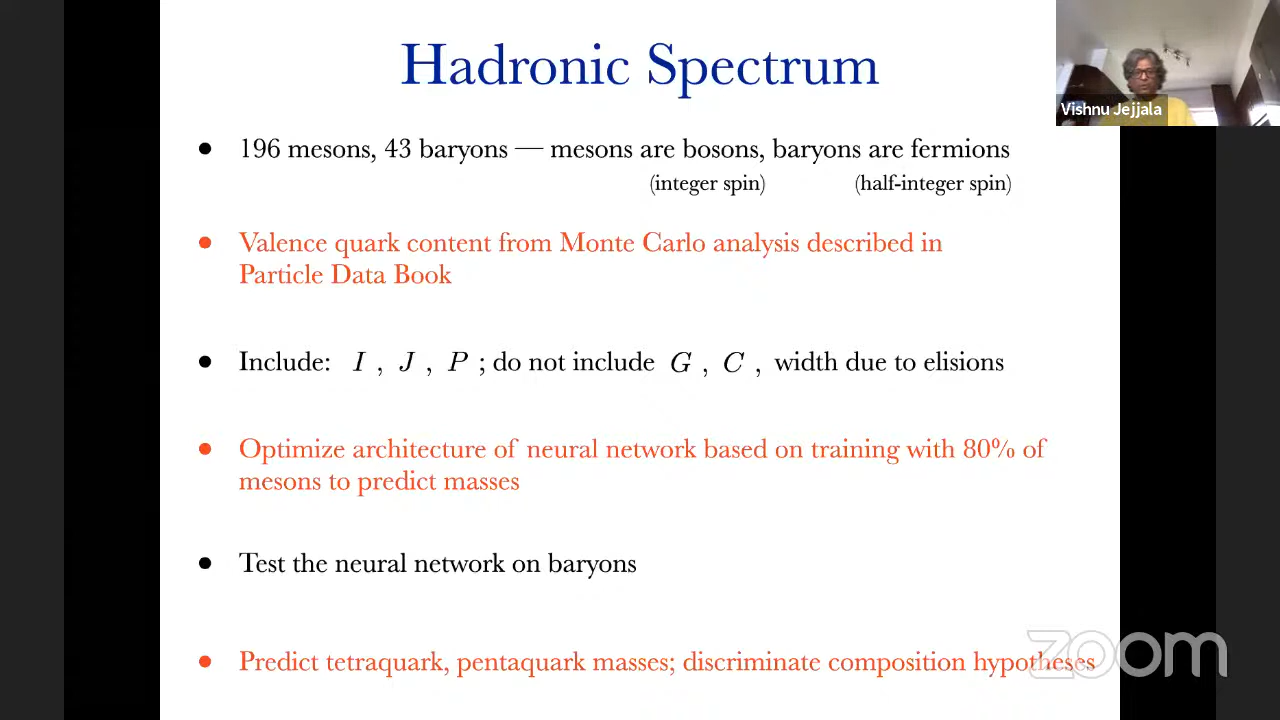 Hadronic Spectrum
Vishnu Jejjala
• 196 mesons, 43 baryons — mesons are bosons, baryons are fermions
(integer spin) (half-integer spin)
• Valence quark content from Monte Carlo analysis described in
Particle Data Book
• Include: I , J , P ; do not include G , C , width due to elisions
• Optimize architecture of neural network based on training with 80% of
mesons to predict masses
• Test the neural network on baryons
• Predict tetraquark, pentaquark masses; discriminate composition hypotheses
zoom